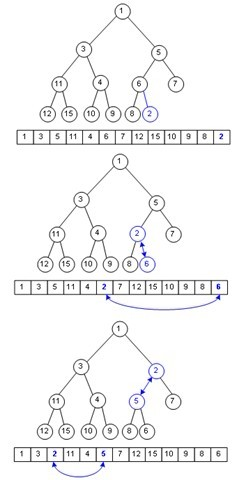 1
3 5
11 4 6 7
12 15 10 9 8 2
1 3 5 11 4 6 7 12 15 10 9 8 2
1
3 5
11 4 2 7
12 15 10 9 8 6
1 3 5 11 4 2 7 12 15 10 9 8 6
1
3 2
11 4 5 7
12 15 10 9 8 6
1 3 2 11 4 5 7 12 15 10 9 8 6